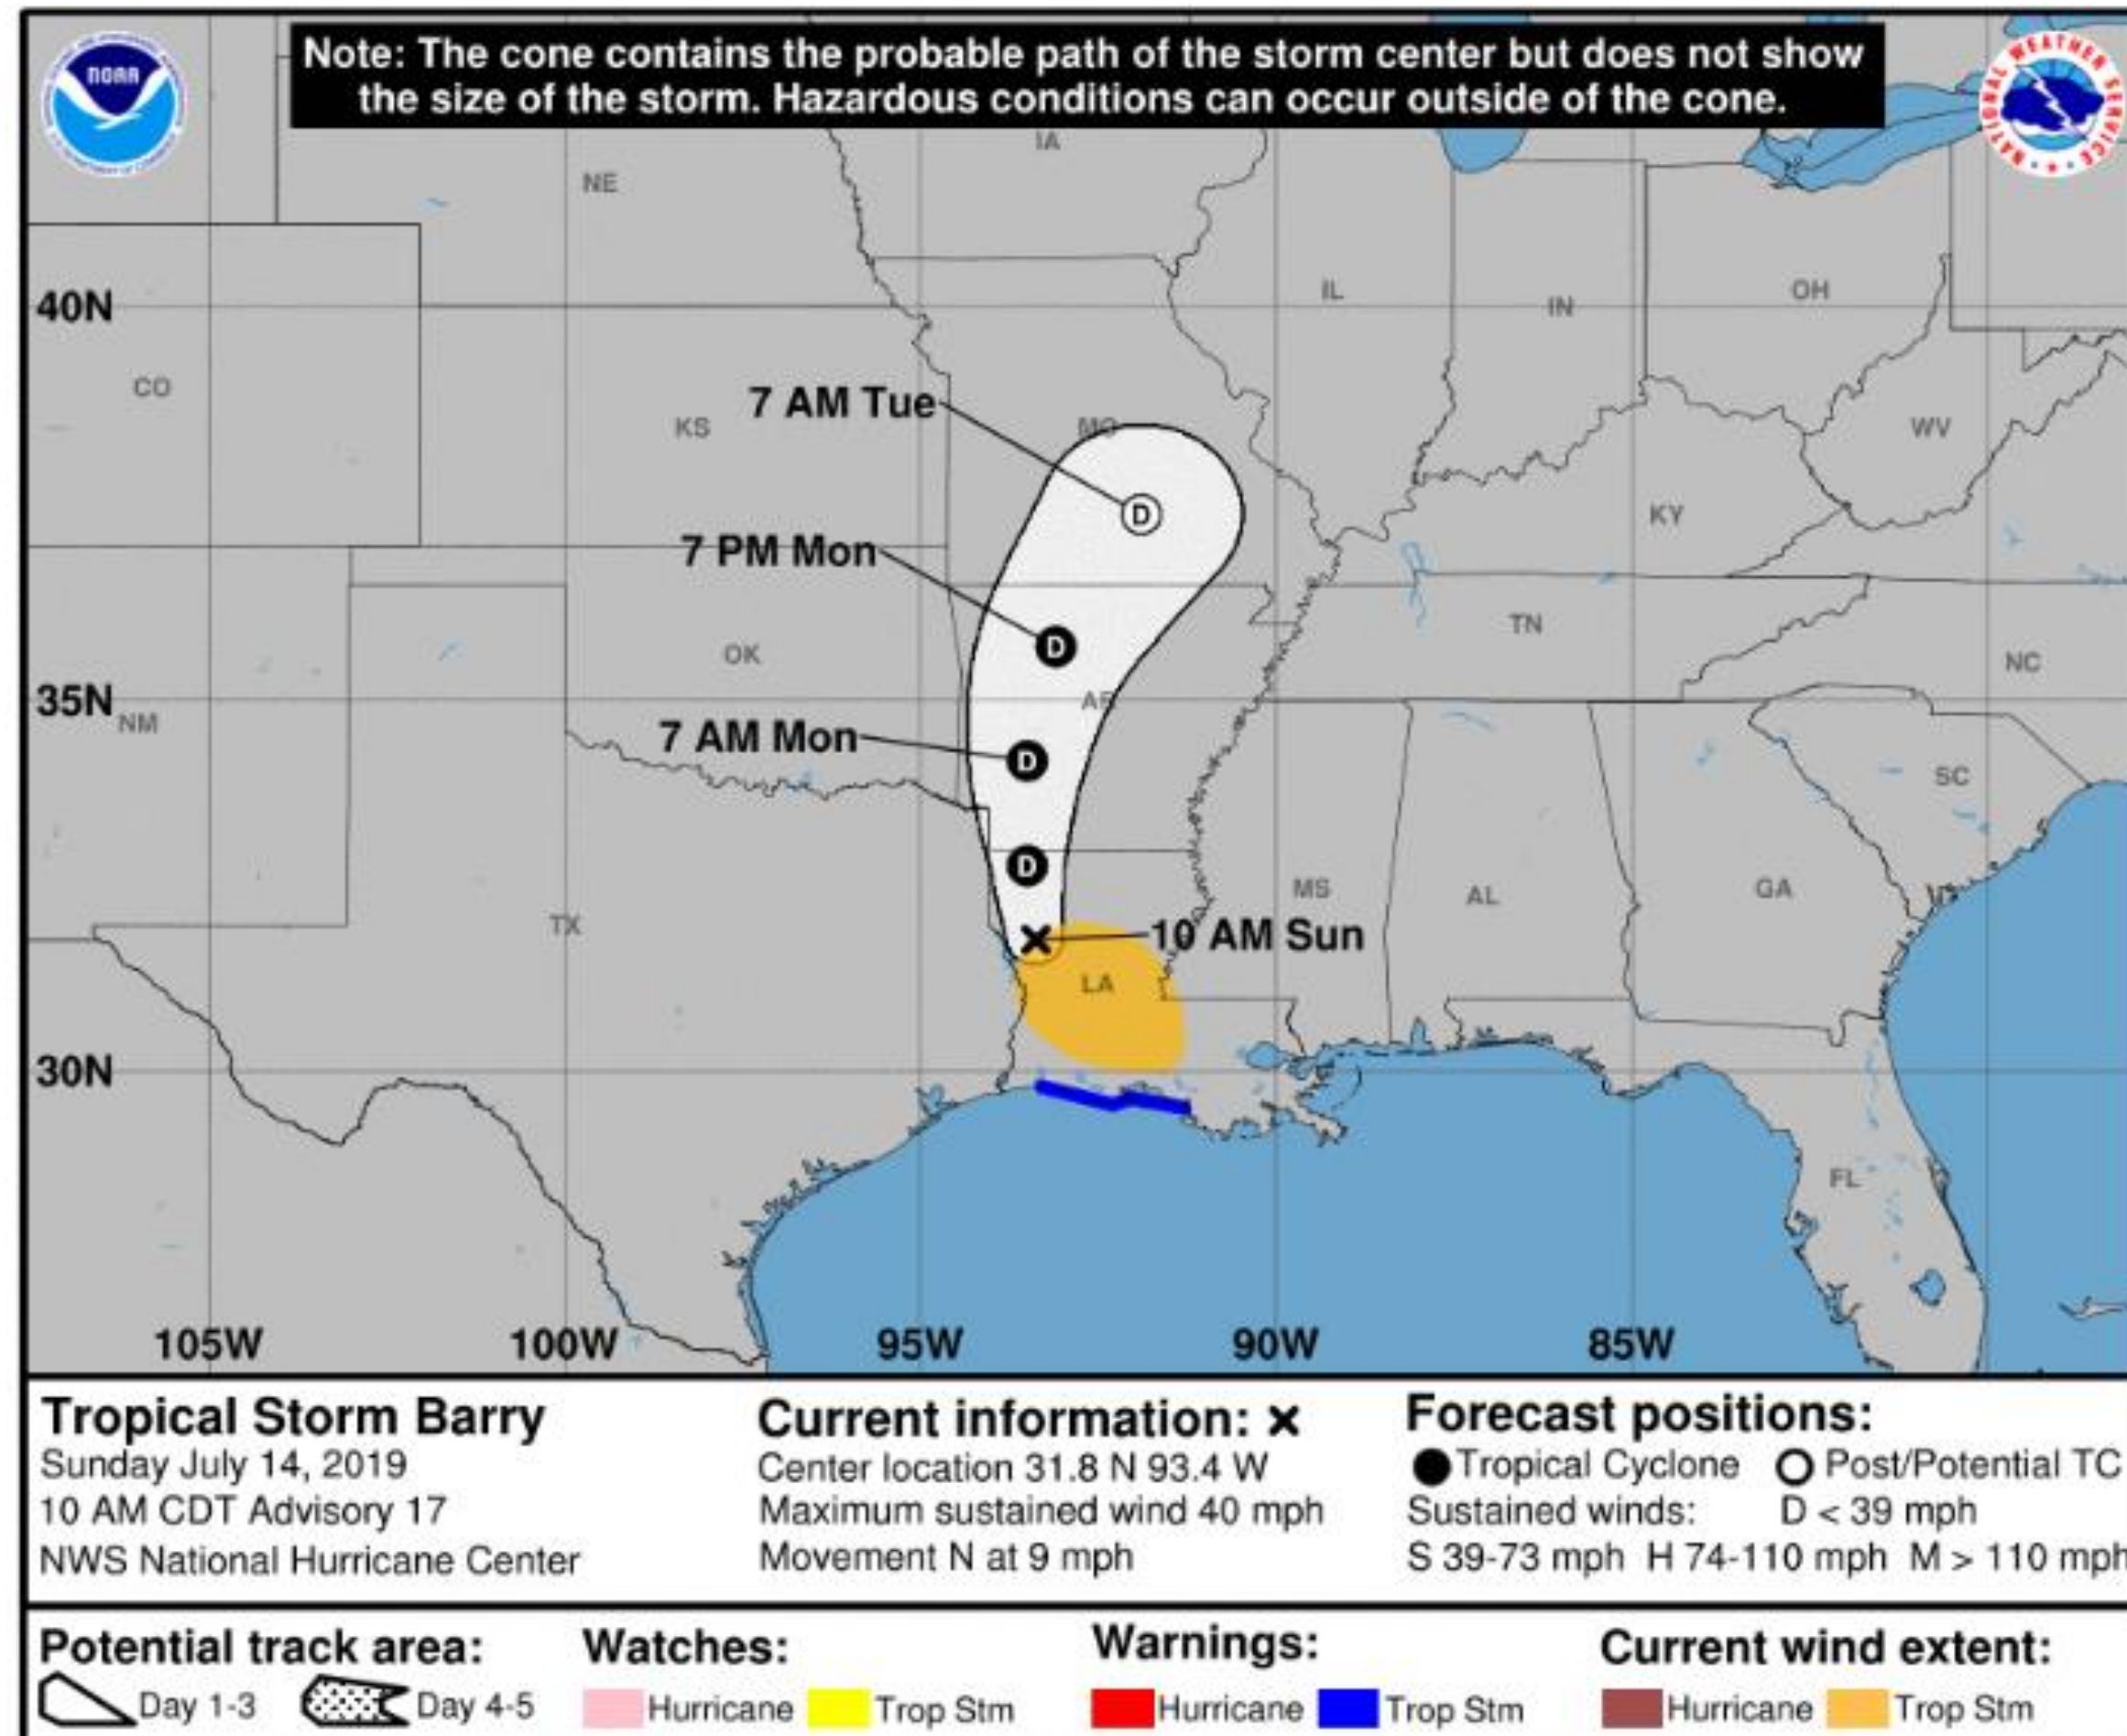 Note: The cone contains the probable path of the storm center but does not show
the size of the storm. Hazardous conditions can occur outside of the cone.
NOAA
NATIONAL WEATHER SERVICE
IA
NE
IL
IN
OH
40N
CO
7 AM Tue
KS
MO
WV
D
KY
7 PM Mon
TN
D
OK
NC
35N
NM
AR
7 AM Mon
D
SC
D
MS
AL
GA
TX
10 AM Sun
LA
30N
FL
105W
100W
95W
90W
85W
Tropical Storm Barry
Sunday July 14, 2019
10 AM CDT Advisory 17
NWS National Hurricane Center
Current information:
Center location 31.8 N 93.4 W
Maximum sustained wind 40 mph
Movement N at 9 mph
Forecast positions:
Tropical Cyclone Post/Potential TC
Sustained winds: D < 39 mph
S 39-73 mph H 74-110 mph M > 110 mph
Potential track area:
Day 1-3 Day 4-5
Watches:
Hurricane Trop Stm
Warnings:
Hurricane Trop Stm
Current wind extent:
Hurricane Trop Stm